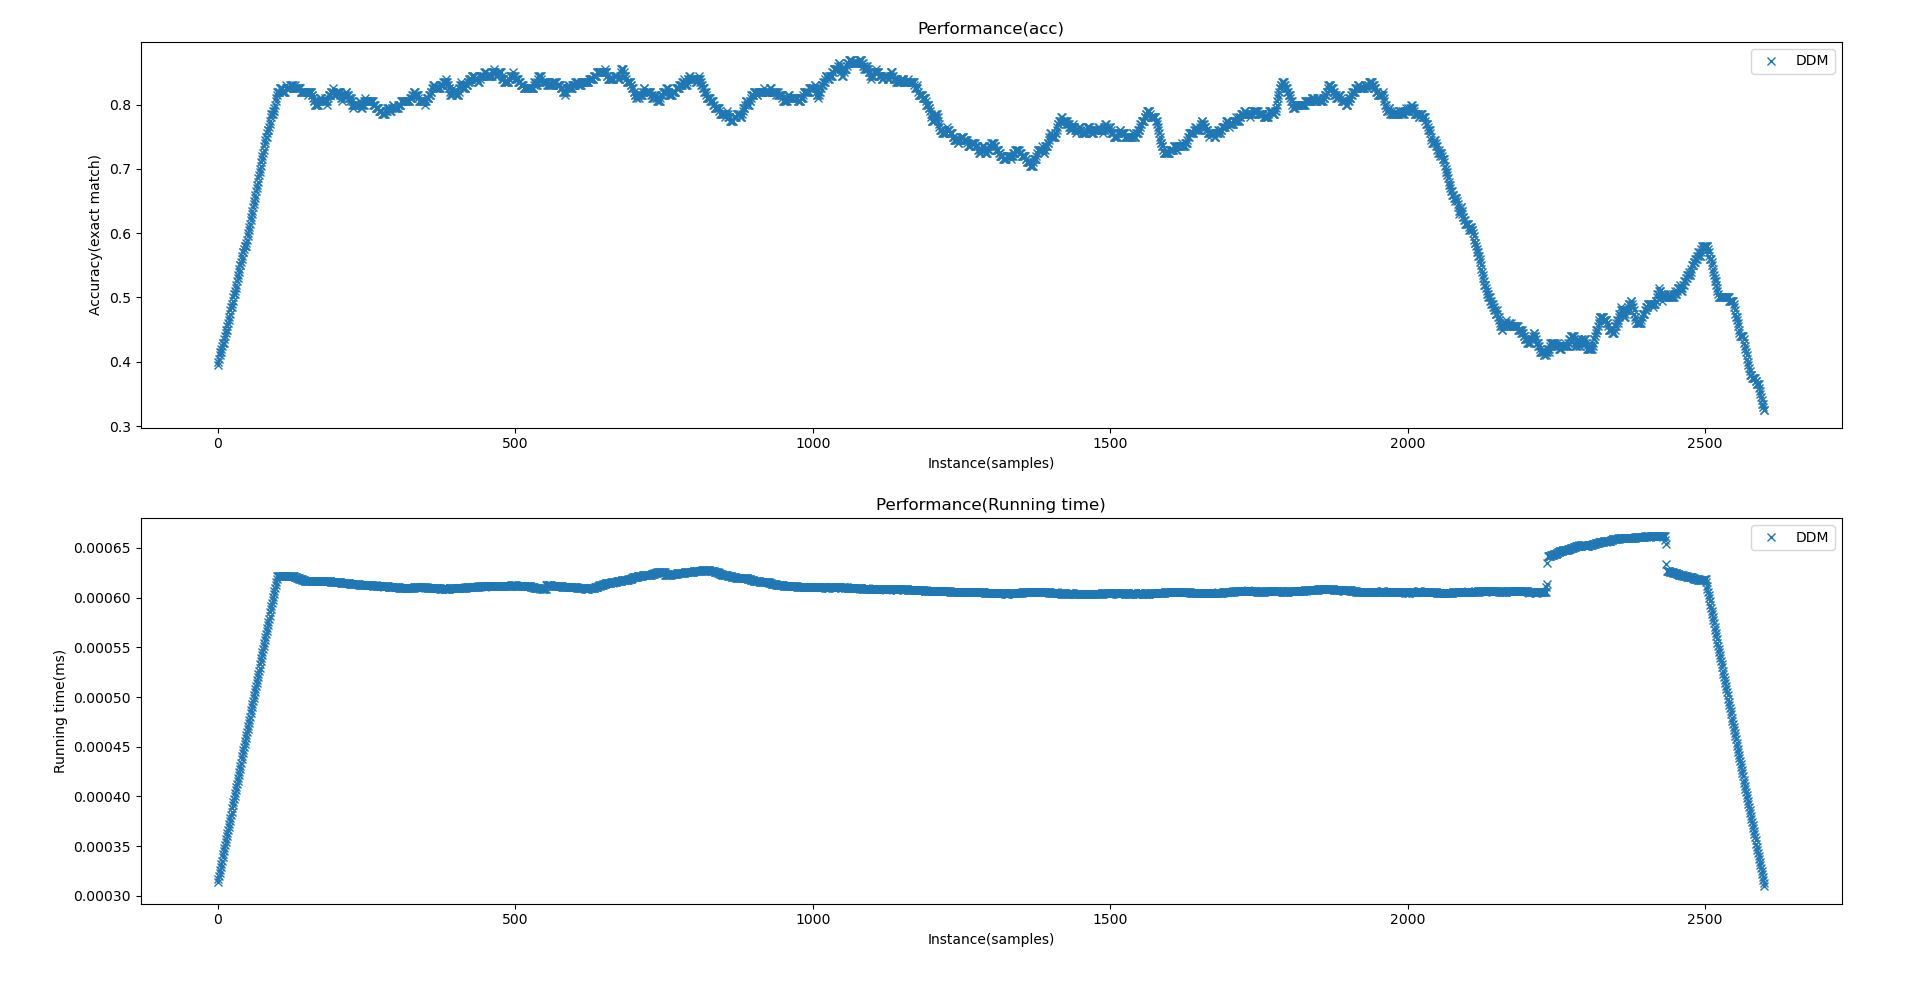 Performance(acc)
DDM
0.8
0.7
0.6
0.5
0.4
0.3
Accuracy(exact match)
0 500 1000 1500 2000 2500
Instance(samples)
Performance(Running time)
DDM
0.00065
0.00060
0.00055
0.00050
0.00045
0.00040
0.00035
0.00030
Running time(ms)
0 500 1000 1500 2000 2500
Instance(samples)